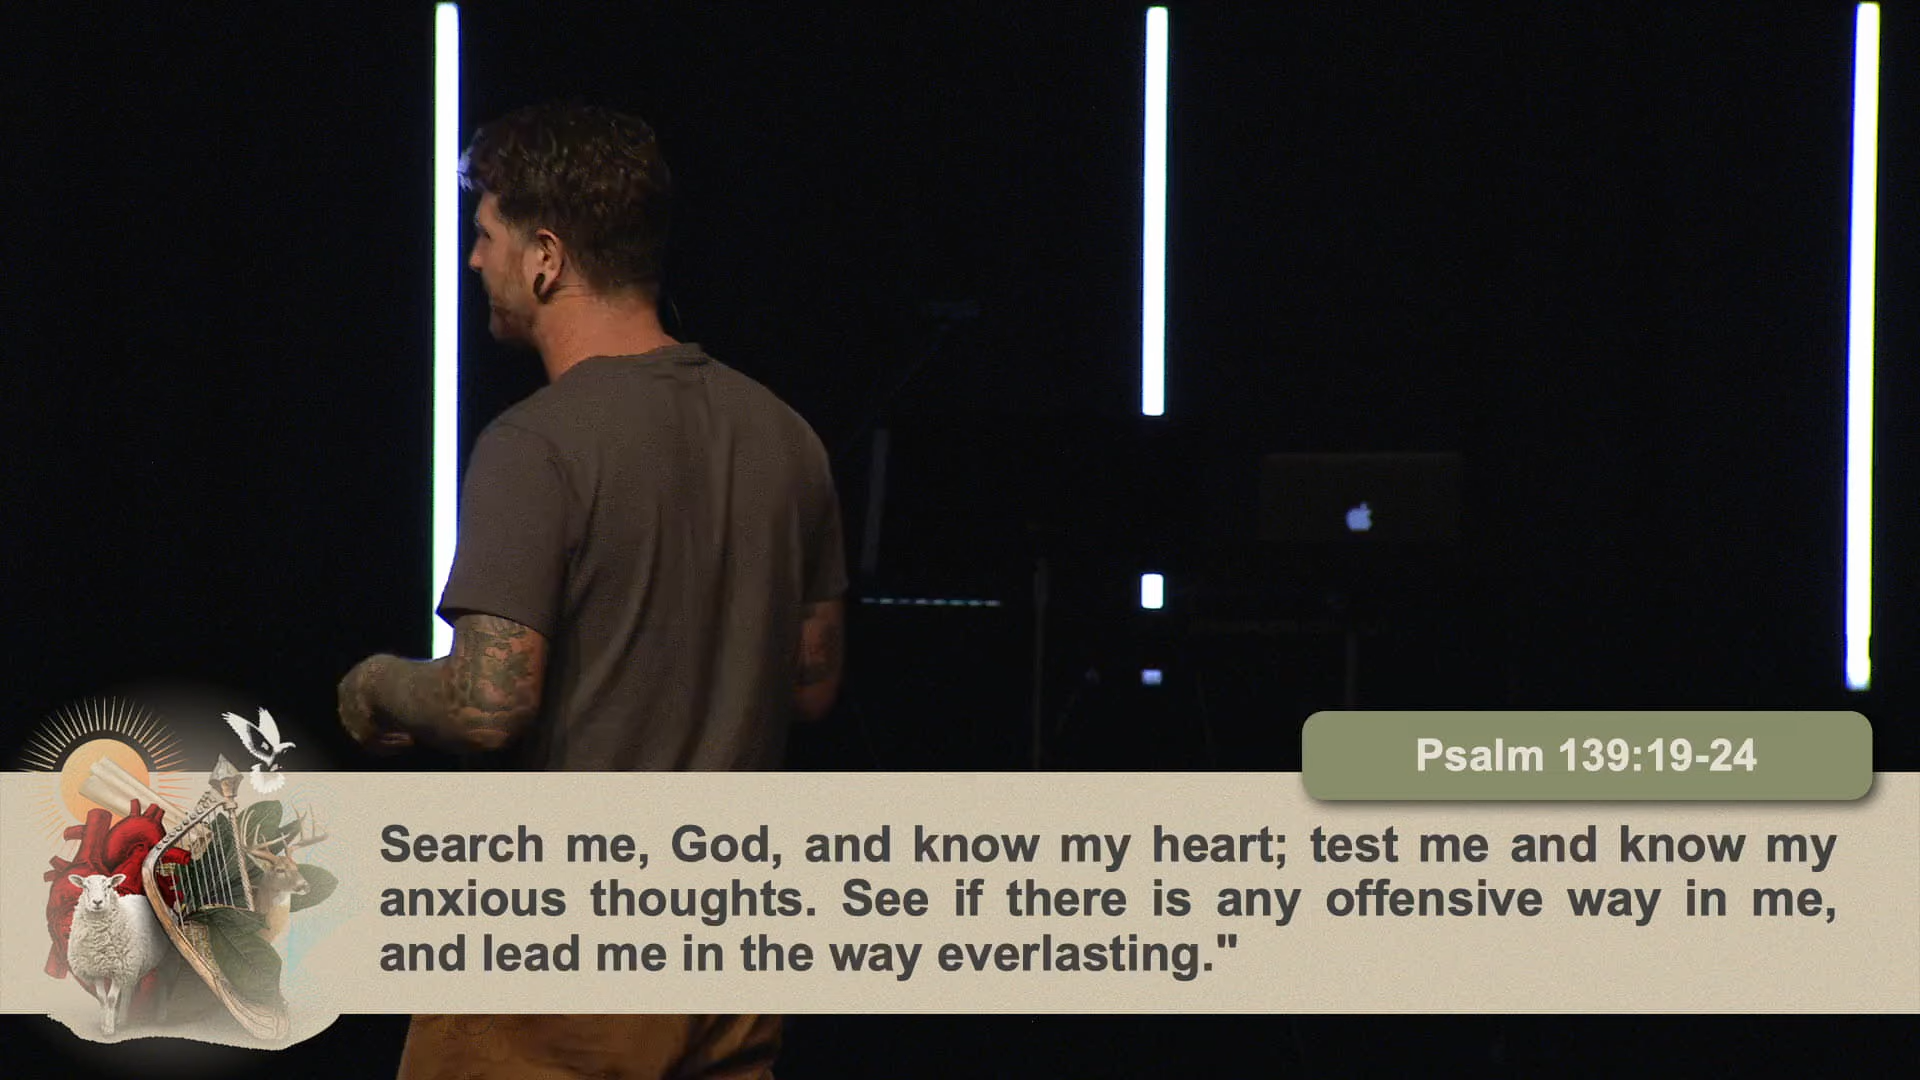 Psalm 139:19-24
Search me, God, and know my heart; test me and know my
anxious thoughts. See if there is any offensive way in me,
and lead me in the way everlasting."